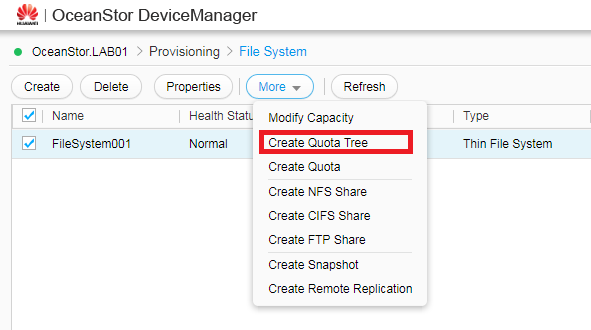 HUAWEI
OceanStor DeviceManager
OceanStor.LAB01 > Provisioning > File System
Create Delete Properties More Refresh
Name Health Statu Type
FileSystem001 Normal Thin File System
Modify Capacity
Create Quota Tree
Create Quota
Create NFS Share
Create CIFS Share
Create FTP Share
Create Snapshot
Create Remote Replication